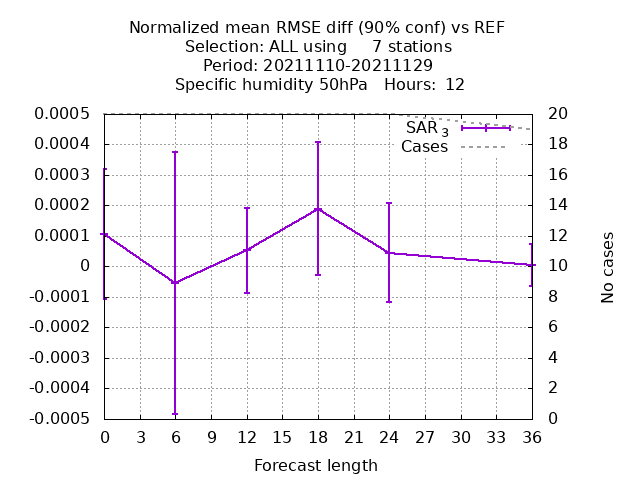 Normalized mean RMSE diff (90% conf) vs REF
Selection: ALL using 7 stations
Period: 20211110-20211129
Specific humidity 50hPa Hours: 12
0.0005
0.0004
0.0003
0.0002
0.0001
0
-0.0001
-0.0002
-0.0003
-0.0004
-0.0005
SAR 3
Cases
20
18
16
14
12
10
8
6
4
2
0
No cases
0 3 6 9 12 15 18 21 24 27 30 33 36
Forecast length